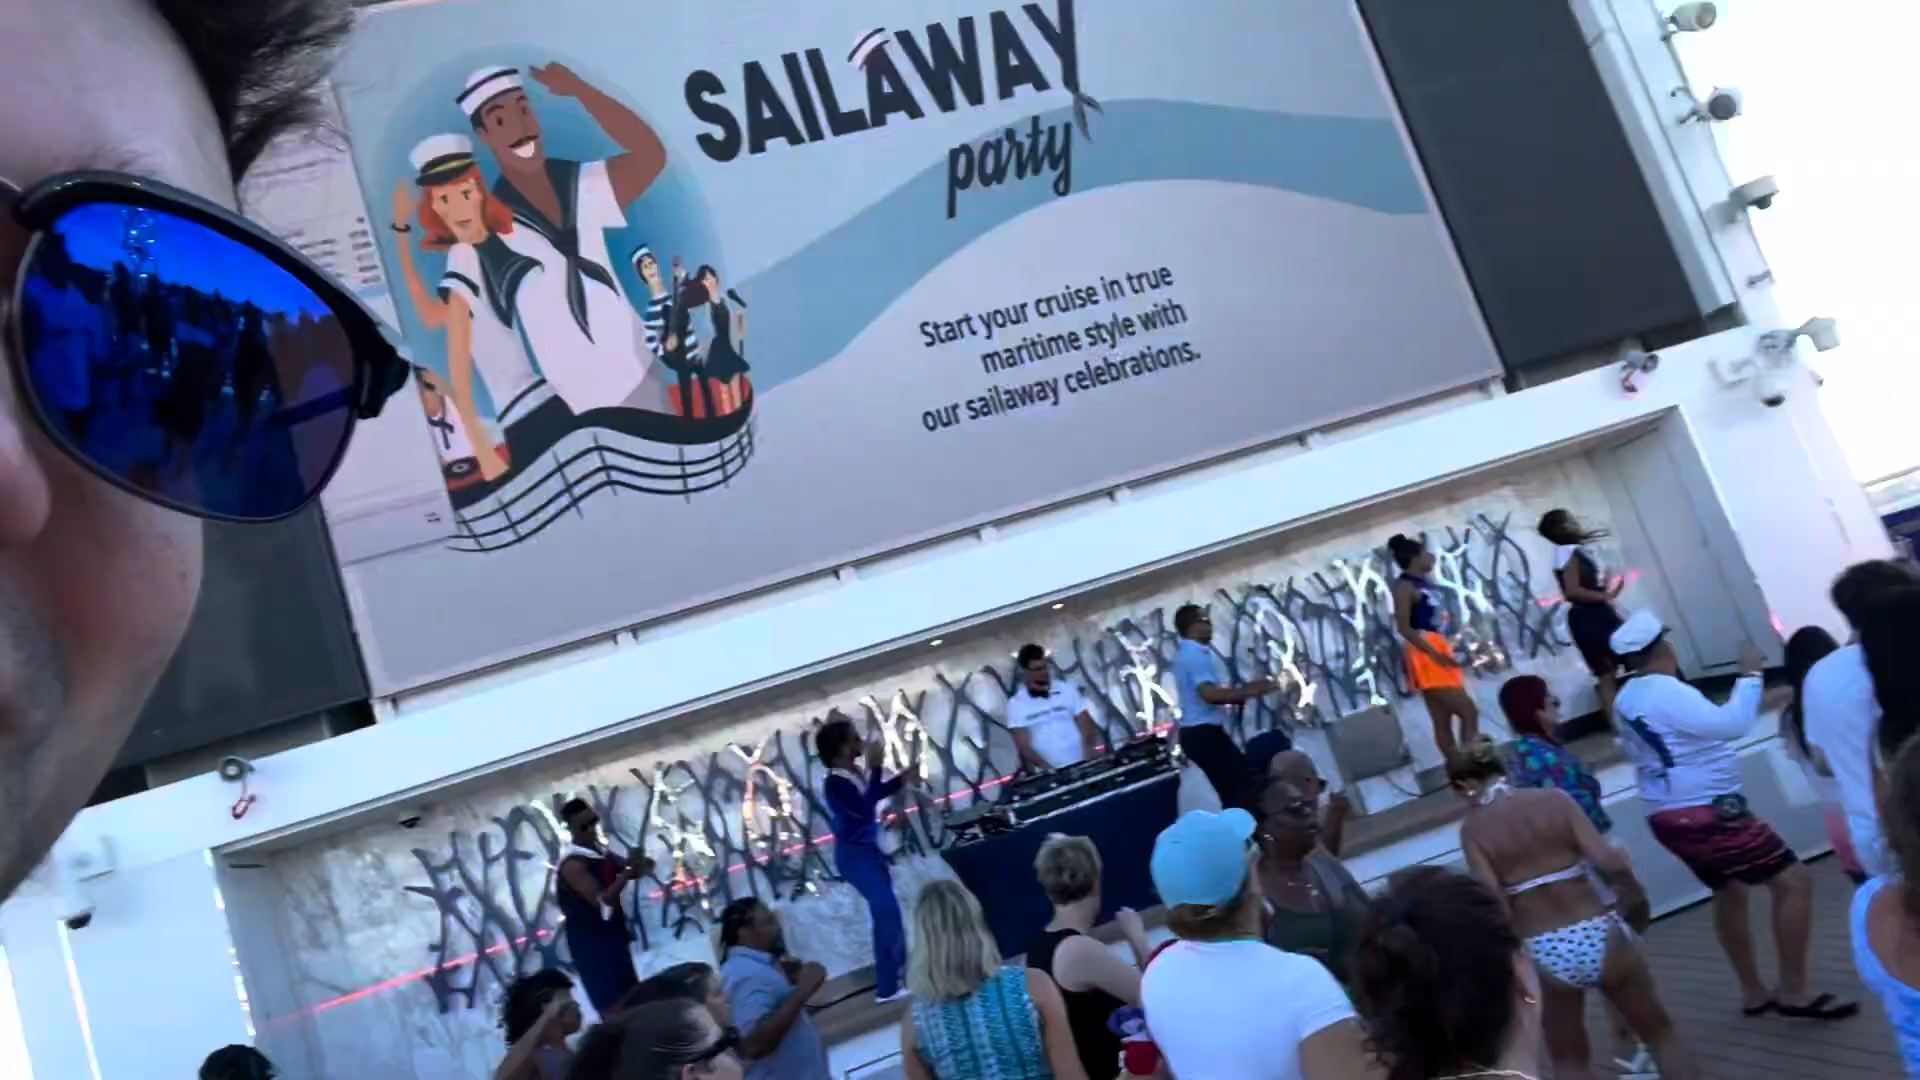 SAILAWAY
party
Start your cruise in true
maritime style with
our sailaway celebrations.